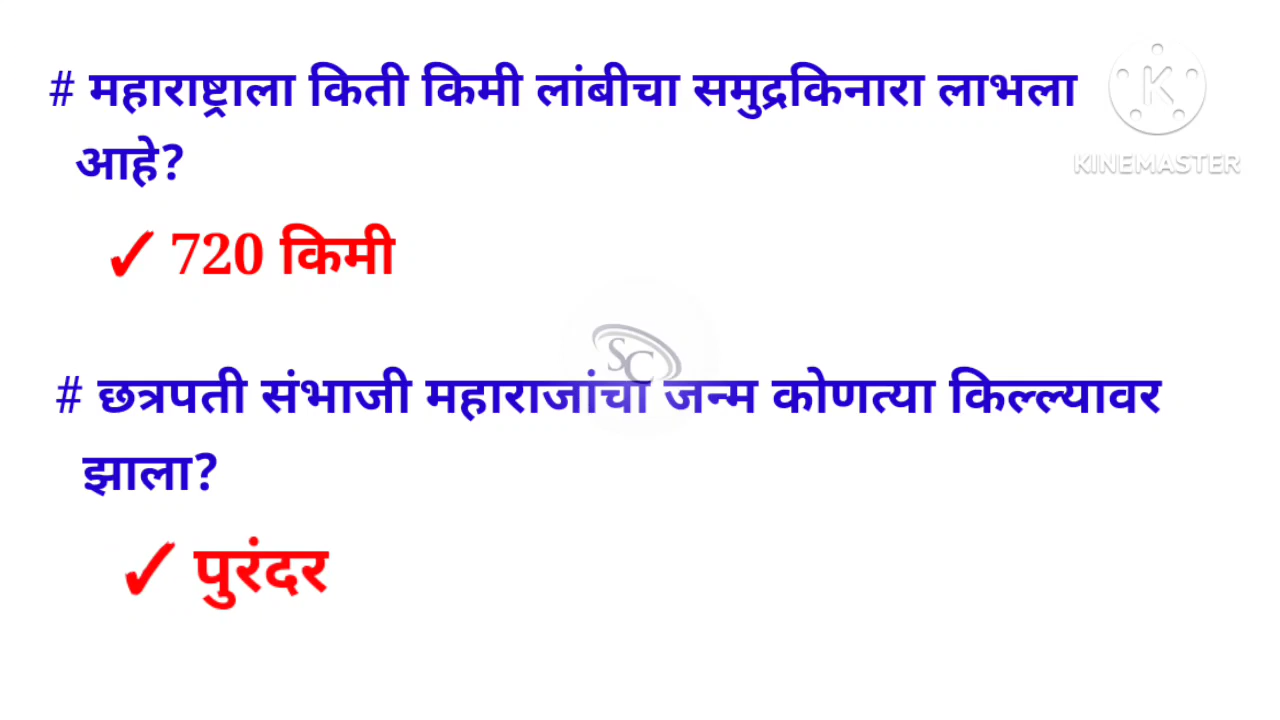 # महाराष्ट्राला किती किमी लांबीचा समुद्रकिनारा लाभला
आहे?
✓ 720 किमी
# छत्रपती संभाजी महाराजांचा जन्म कोणत्या किल्ल्यावर
झाला?
✓ पुरंदर
K
KINEMASTER
SC